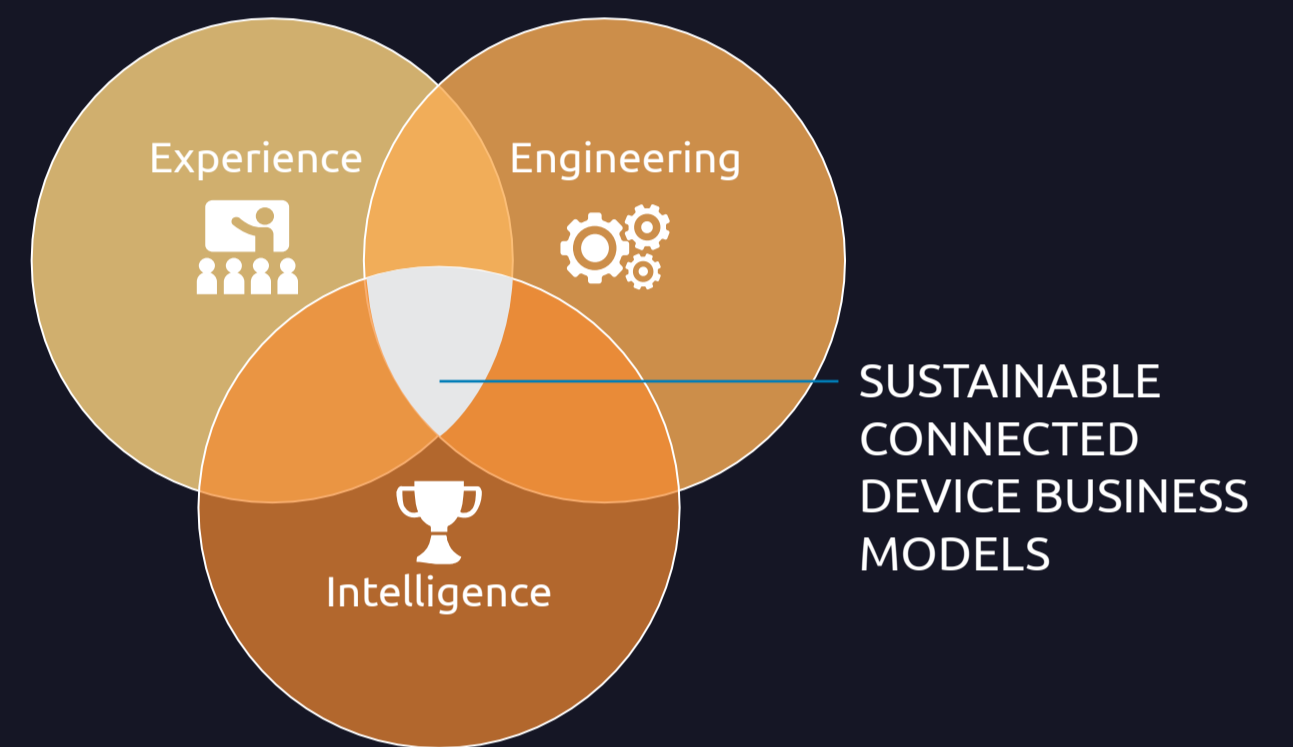 Experience
Engineering
Intelligence
SUSTAINABLE
CONNECTED
DEVICE BUSINESS
MODELS